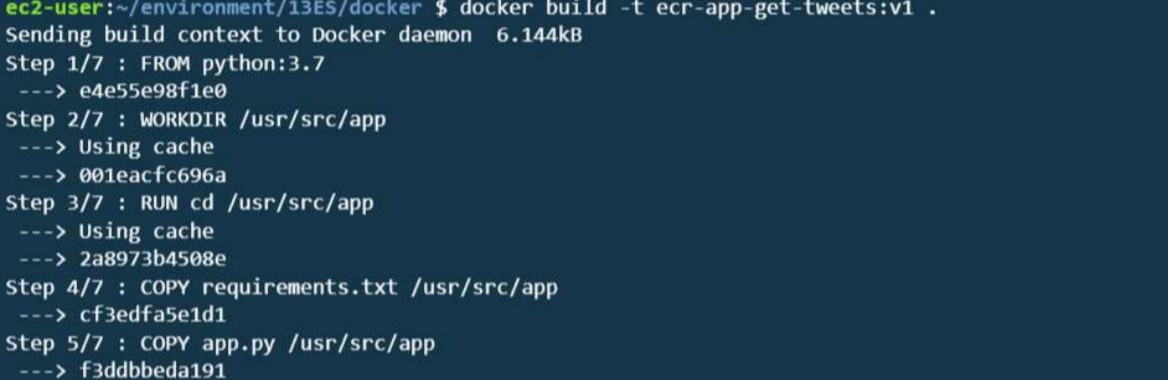 ec2-user:~/environment/13ES/docker $ docker build -t ecr-app-get-tweets:v1 .
Sending build context to Docker daemon  6.144kB
Step 1/7 : FROM python:3.7
 ---> e4e55e98f1e0
Step 2/7 : WORKDIR /usr/src/app
 ---> Using cache
 ---> 001eacfc696a
Step 3/7 : RUN cd /usr/src/app
 ---> Using cache
 ---> 2a8973b4508e
Step 4/7 : COPY requirements.txt /usr/src/app
 ---> cf3edfa5e1d1
Step 5/7 : COPY app.py /usr/src/app
 ---> f3ddbbeda191